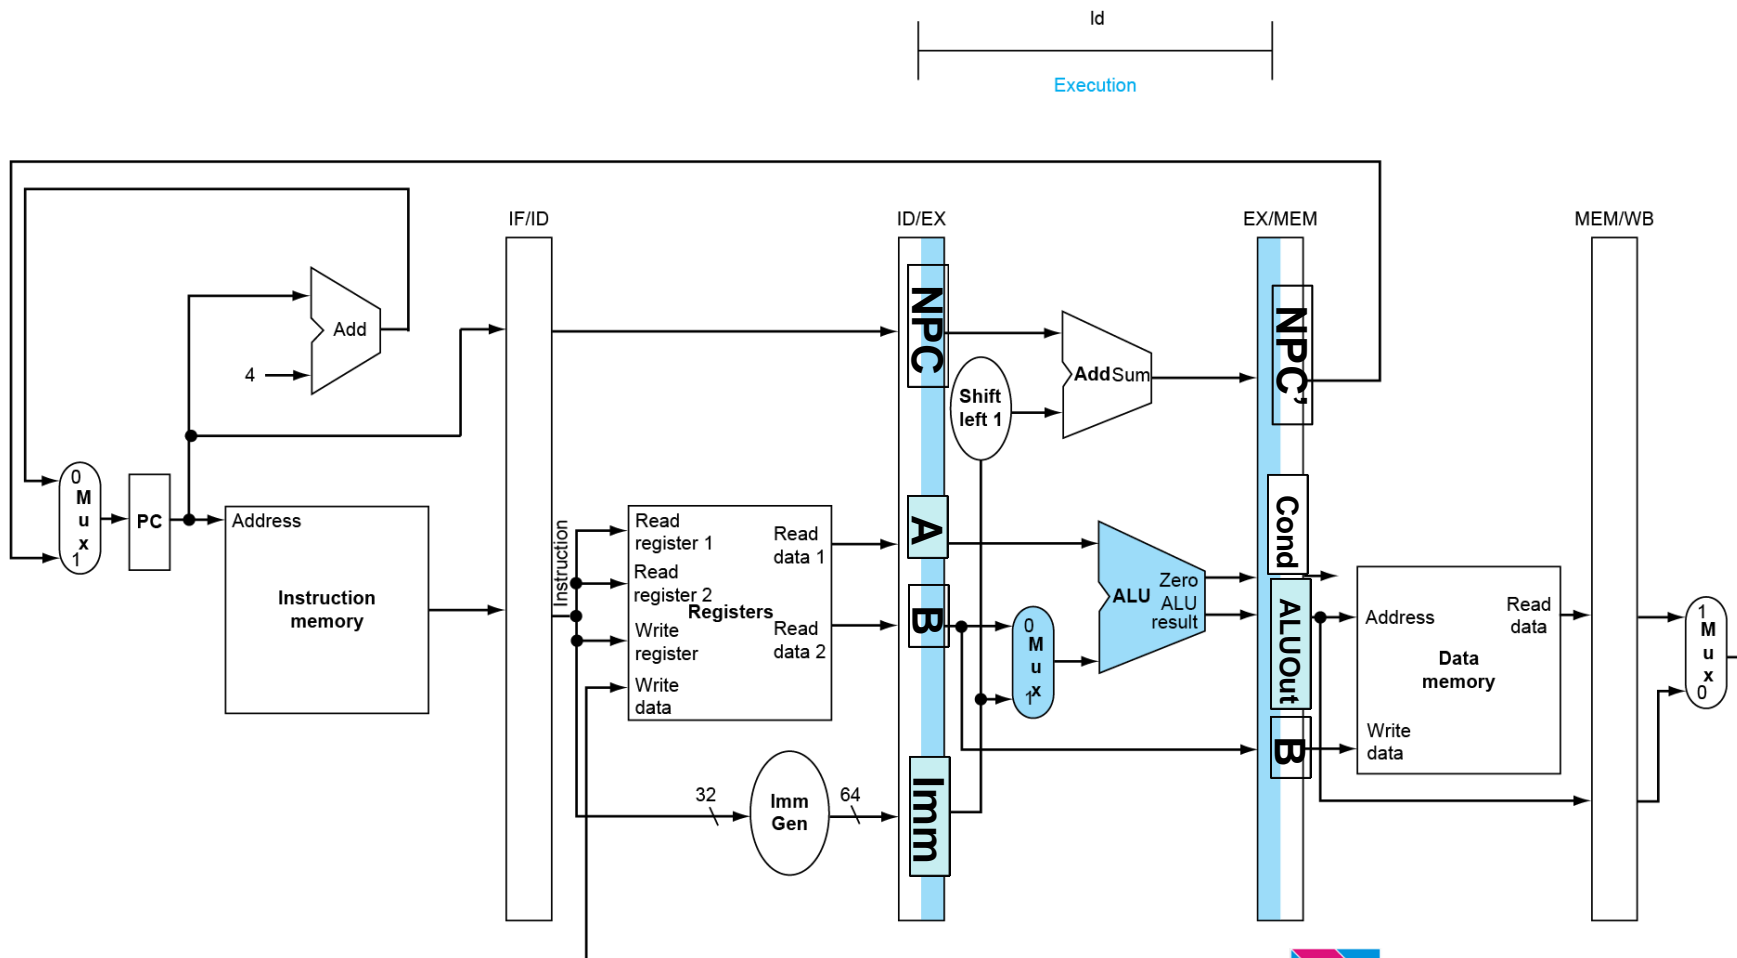 ld
Execution
IF/ID
ID/EX
EX/MEM
MEM/WB
Add
4
0
M
u
x
1
PC
Address
Instruction
memory
Instruction
Read
register 1
Read
register 2
Write
register
Write
data
Registers
Read
data 1
Read
data 2
32
Imm
Gen
64
NPC
A
B
Imm
Shift
left 1
Add Sum
0
M
u
x
1
ALU
Zero
ALU
result
NPC'
Cond
ALUOut
B
Address
Read
data
Data
memory
Write
data
1
M
u
x
0